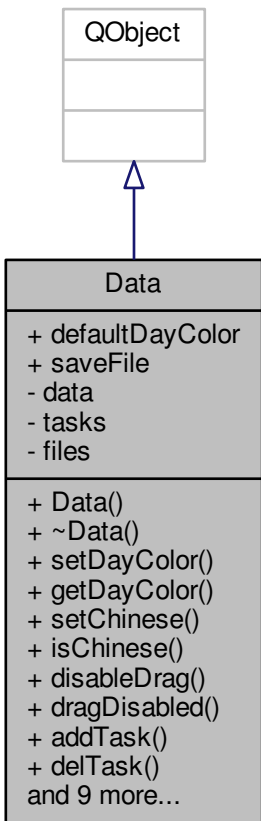 QObject
Data
+ defaultDayColor
+ saveFile
- data
- tasks
- files
+ Data()
+ ~Data()
+ setDayColor()
+ getDayColor()
+ setChinese()
+ isChinese()
+ disableDrag()
+ dragDisabled()
+ addTask()
+ delTask()
and 9 more...